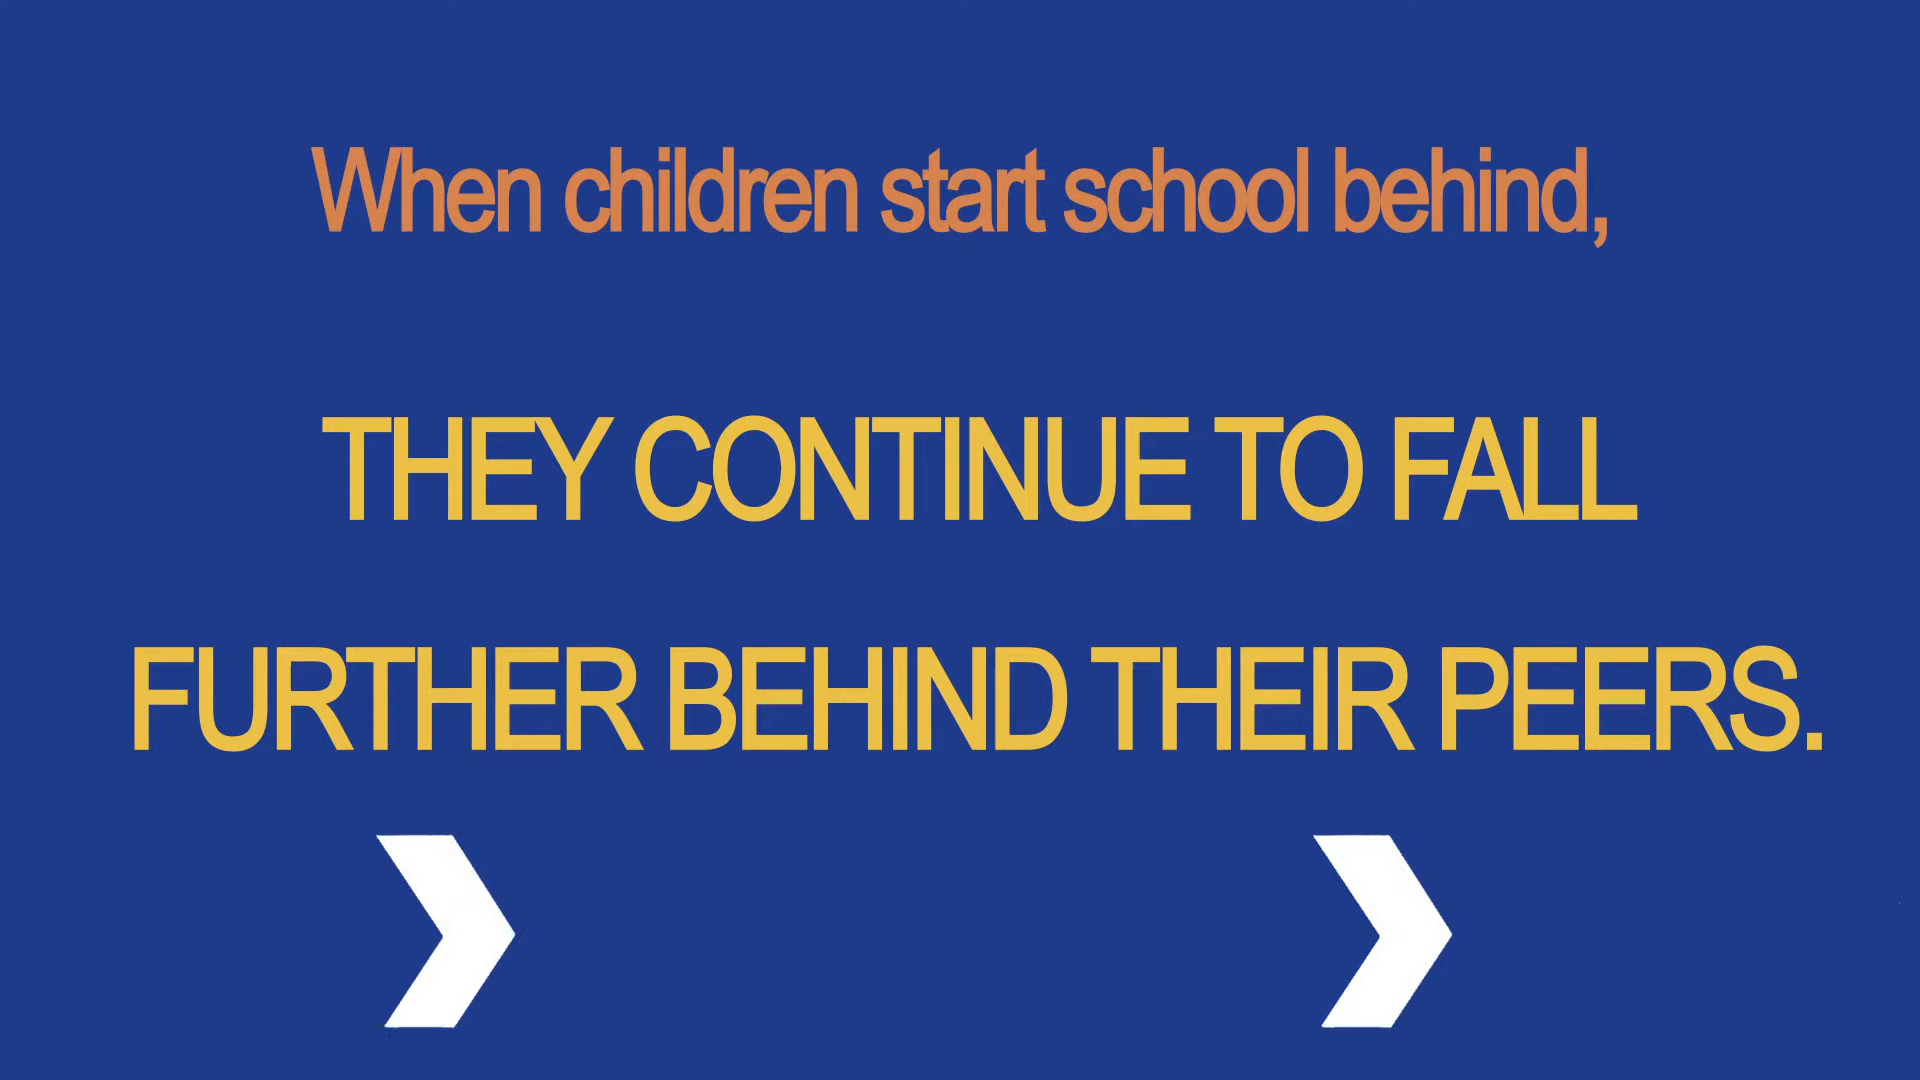 When children start school behind,
THEY CONTINUE TO FALL
FURTHER BEHIND THEIR PEERS.